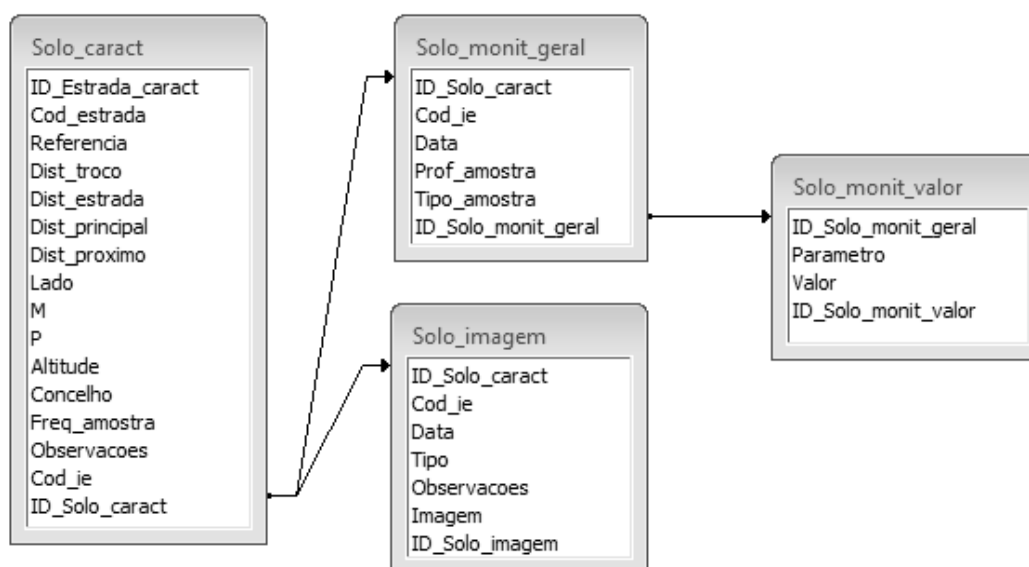 Solo_caract
ID_Estrada_caract
Cod_estrada
Referencia
Dist_troco
Dist_estrada
Dist_principal
Dist_proximo
Lado
M
P
Altitude
Concelho
Freq_amostra
Observacoes
Cod_ie
ID_Solo_caract
Solo_monit_geral
ID_Solo_caract
Cod_ie
Data
Prof_amostra
Tipo_amostra
ID_Solo_monit_geral
Solo_imagem
ID_Solo_caract
Cod_ie
Data
Tipo
Observacoes
Imagem
ID_Solo_imagem
Solo_monit_valor
ID_Solo_monit_geral
Parametro
Valor
ID_Solo_monit_valor